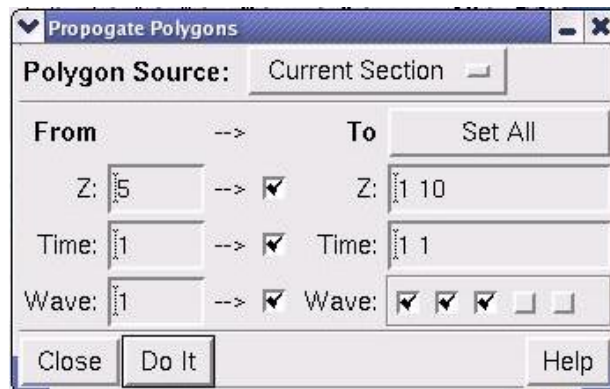 Propogate Polygons
Polygon Source: Current Section
From --> To Set All
Z: 5 --> Z: 1 10
Time: 1 --> Time: 1 1
Wave: 1 --> Wave:
Close Do It Help